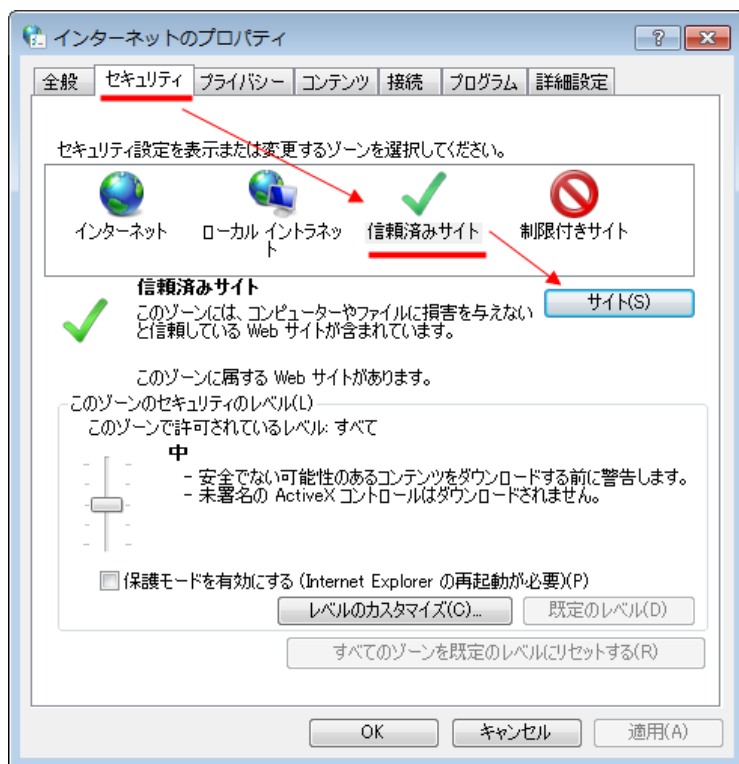 インターネットのプロパティ
全般 セキュリティ プライバシー コンテンツ 接続 プログラム 詳細設定
セキュリティ設定を表示または変更するゾーンを選択してください。
インターネット ローカル イントラネッ 信頼済みサイト 制限付きサイト
ト
信頼済みサイト
サイト(S)
このゾーンには、コンピューターやファイルに損害を与えない
と信頼している Web サイトが含まれています。
このゾーンに属する Web サイトがあります。
このゾーンのセキュリティのレベル(L)
このゾーンで許可されているレベル: すべて
中
- 安全でない可能性のあるコンテンツをダウンロードする前に警告します。
- 未署名の ActiveX コントロールはダウンロードされません。
保護モードを有効にする (Internet Explorer の再起動が必要)(P)
レベルのカスタマイズ(C)... 既定のレベル(D)
すべてのゾーンを既定のレベルにリセットする(R)
OK キャンセル 適用(A)